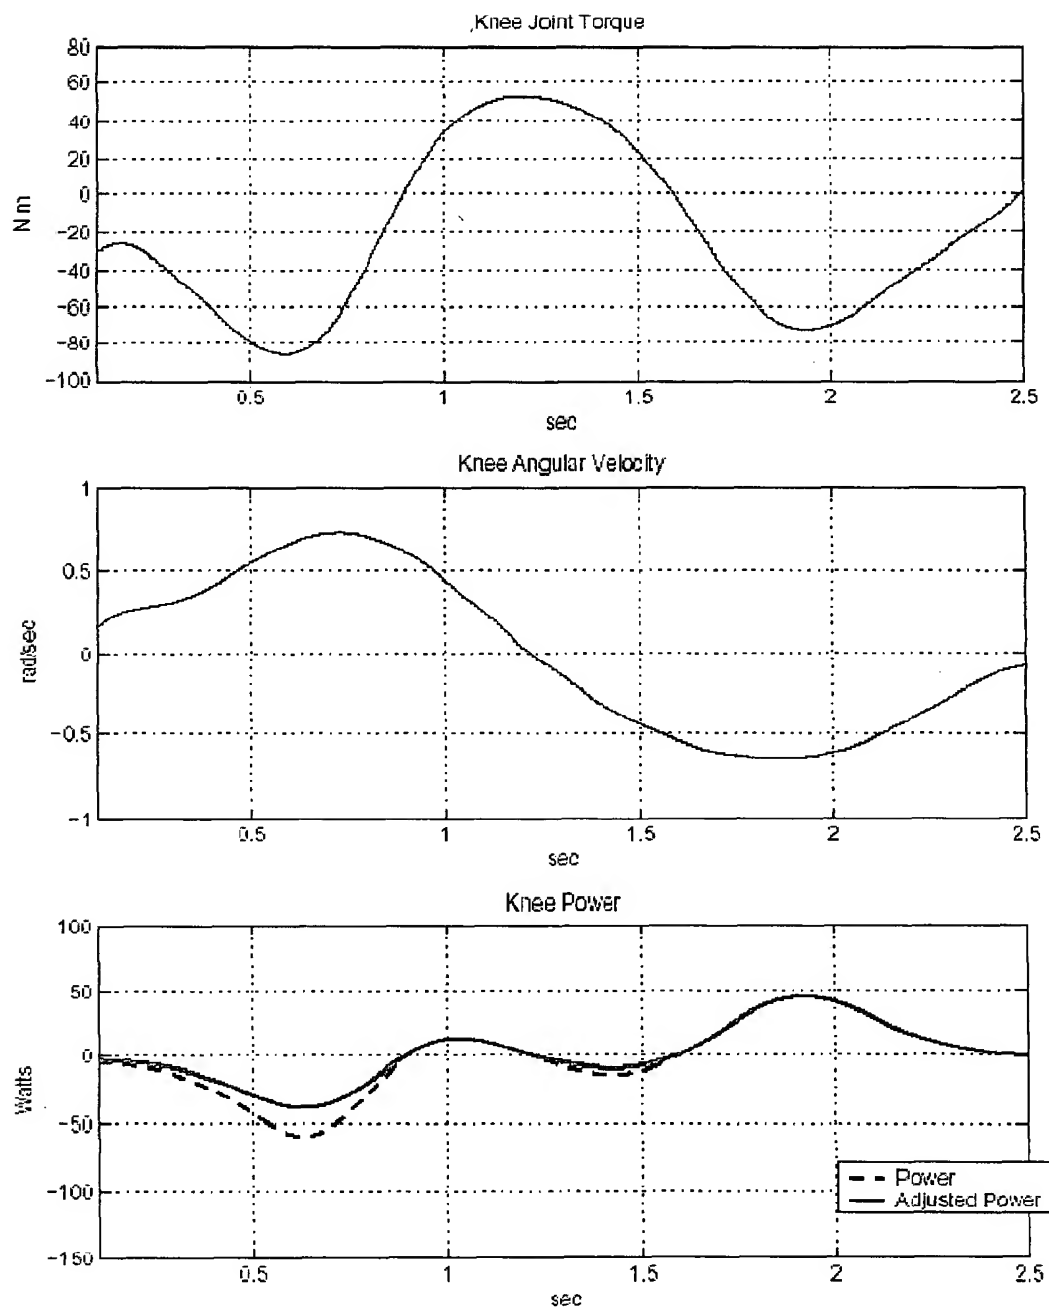 Knee Joint Torque
80
60
40
20
0
−20
−40
−60
−80
−100
N m
0.5 1 1.5 2 2.5
sec
Knee Angular Velocity
1
0.5
0
−0.5
−1
rad/sec
0.5 1 1.5 2 2.5
sec
Knee Power
100
50
0
−50
−100
−150
Watts
Power
Adjusted Power
0.5 1 1.5 2 2.5
sec